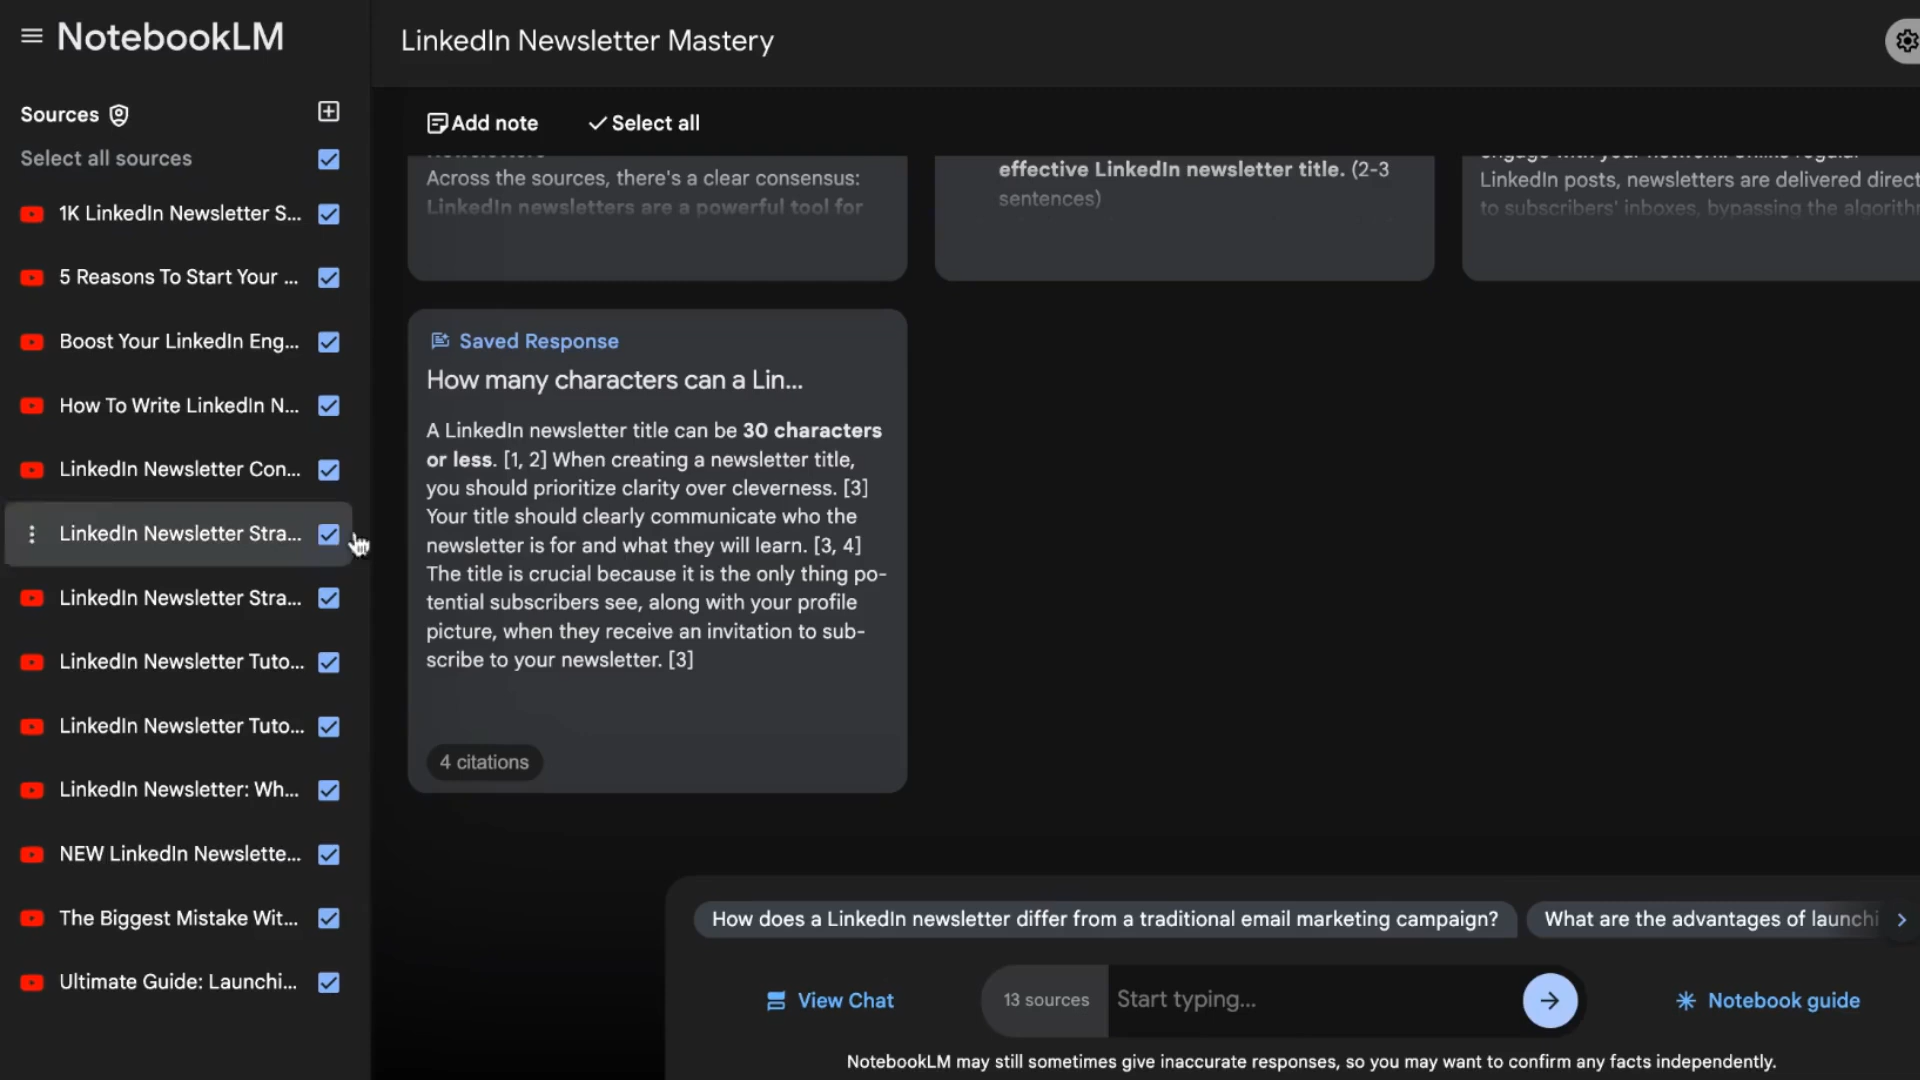 NotebookLM
LinkedIn Newsletter Mastery
Sources
Select all sources
1K LinkedIn Newsletter S...
5 Reasons To Start Your ...
Boost Your LinkedIn Eng...
How To Write LinkedIn N...
LinkedIn Newsletter Con...
LinkedIn Newsletter Stra...
LinkedIn Newsletter Stra...
LinkedIn Newsletter Tuto...
LinkedIn Newsletter Tuto...
LinkedIn Newsletter: Wh...
NEW LinkedIn Newslette...
The Biggest Mistake Wit...
Ultimate Guide: Launchi...
Add note
Select all
Across the sources, there's a clear consensus:
LinkedIn newsletters are a powerful tool for
effective LinkedIn newsletter title. (2-3
sentences)
engage with your network. Unlike regular
LinkedIn posts, newsletters are delivered direct
to subscribers' inboxes, bypassing the algorithm
Saved Response
How many characters can a Lin...
A LinkedIn newsletter title can be 30 characters
or less. [1, 2] When creating a newsletter title,
you should prioritize clarity over cleverness. [3]
Your title should clearly communicate who the
newsletter is for and what they will learn. [3, 4]
The title is crucial because it is the only thing po-
tential subscribers see, along with your profile
picture, when they receive an invitation to sub-
scribe to your newsletter. [3]
4 citations
How does a LinkedIn newsletter differ from a traditional email marketing campaign?
What are the advantages of launchi
View Chat
13 sources
Start typing...
Notebook guide
NotebookLM may still sometimes give inaccurate responses, so you may want to confirm any facts independently.